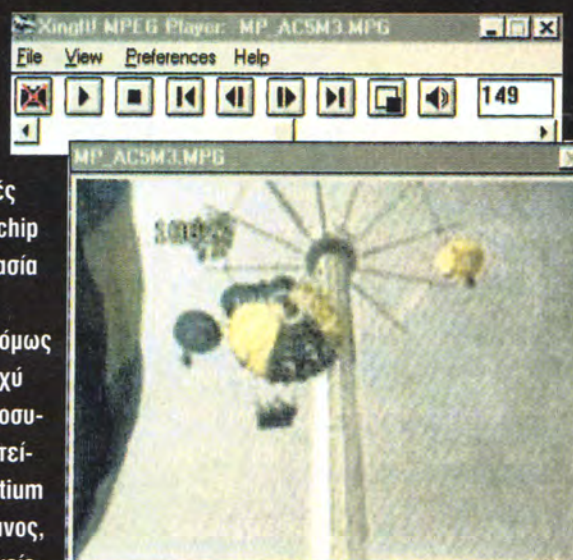 XingIt! MPEG Player: MP_AC5M3.MPG
File View Preferences Help
149
MP_AC5M3.MPG
ές
chip
ασία
όμως
χύ
οσυ-
τεί-
tium